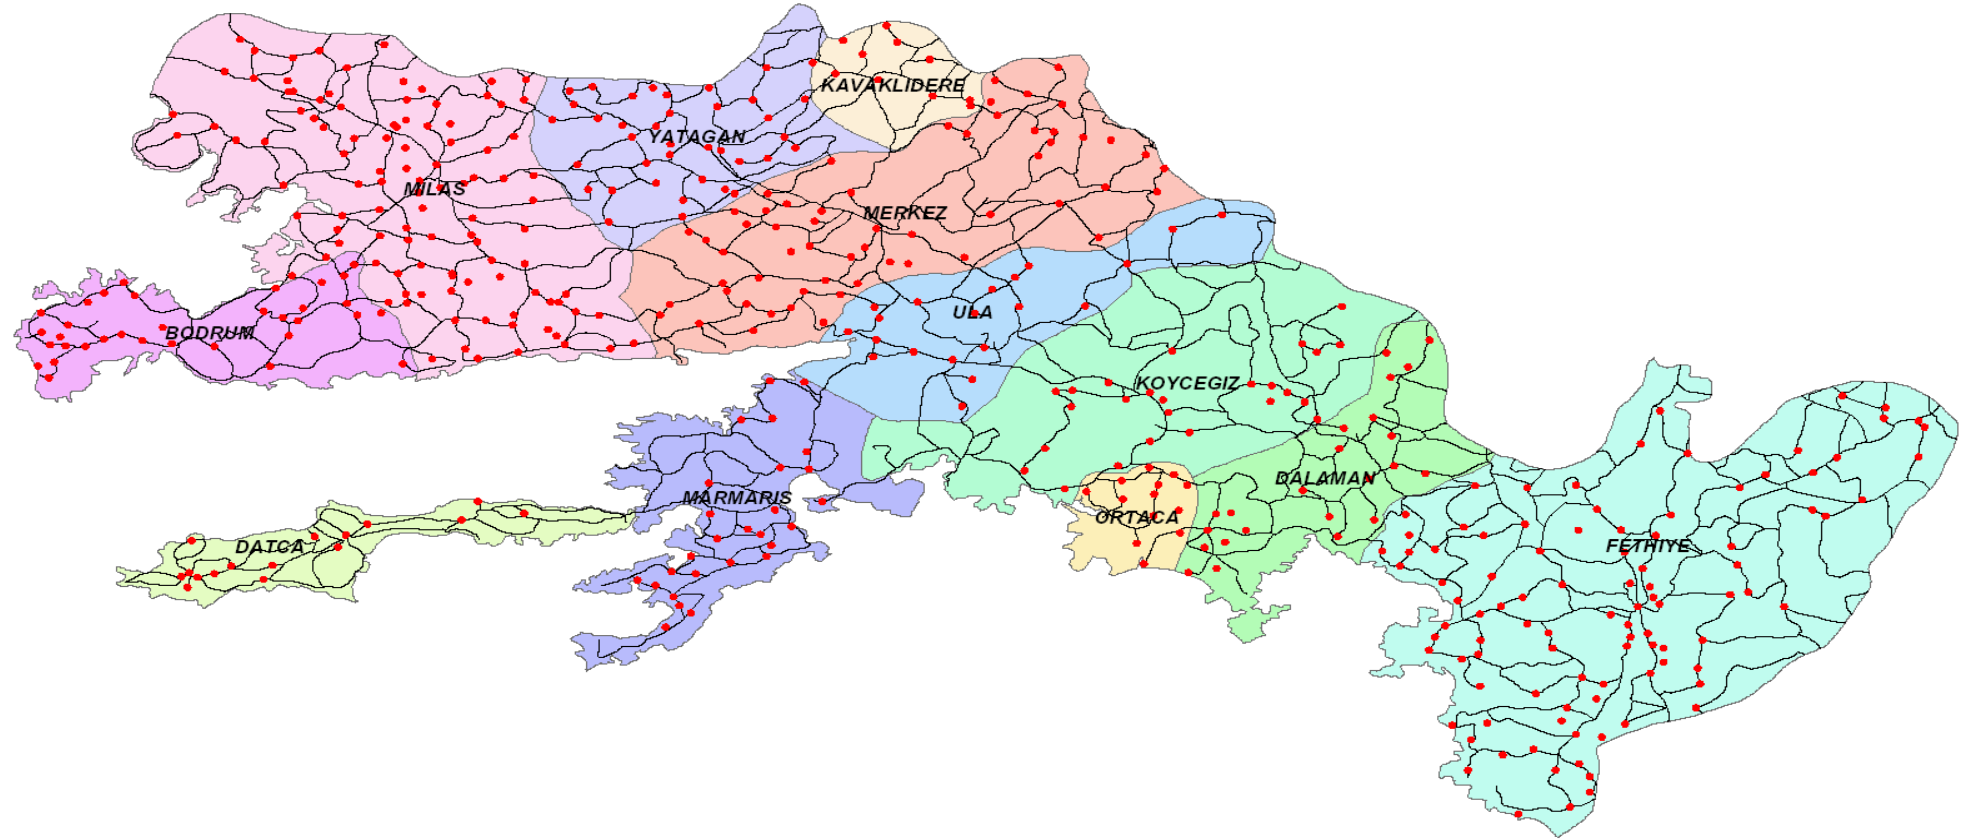 KAVAKLIDERE
YATAGAN
MILAS
MERKEZ
ULA
BODRUM
KOYCEGIZ
DALAMAN
MARMARIS
ORTACA
DATCA
FETHIYE